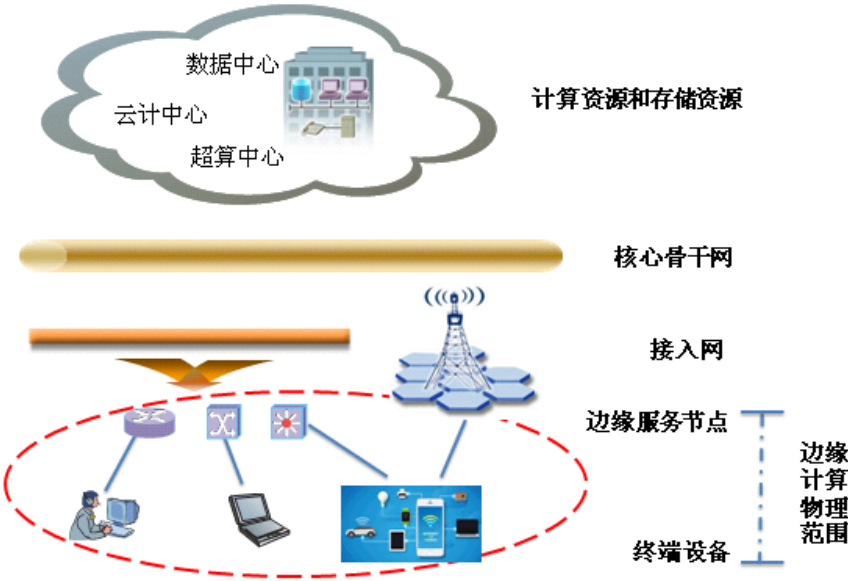 数据中心
云计中心
超算中心
计算资源和存储资源
核心骨干网
接入网
边缘服务节点
边缘
计算
物理
范围
终端设备